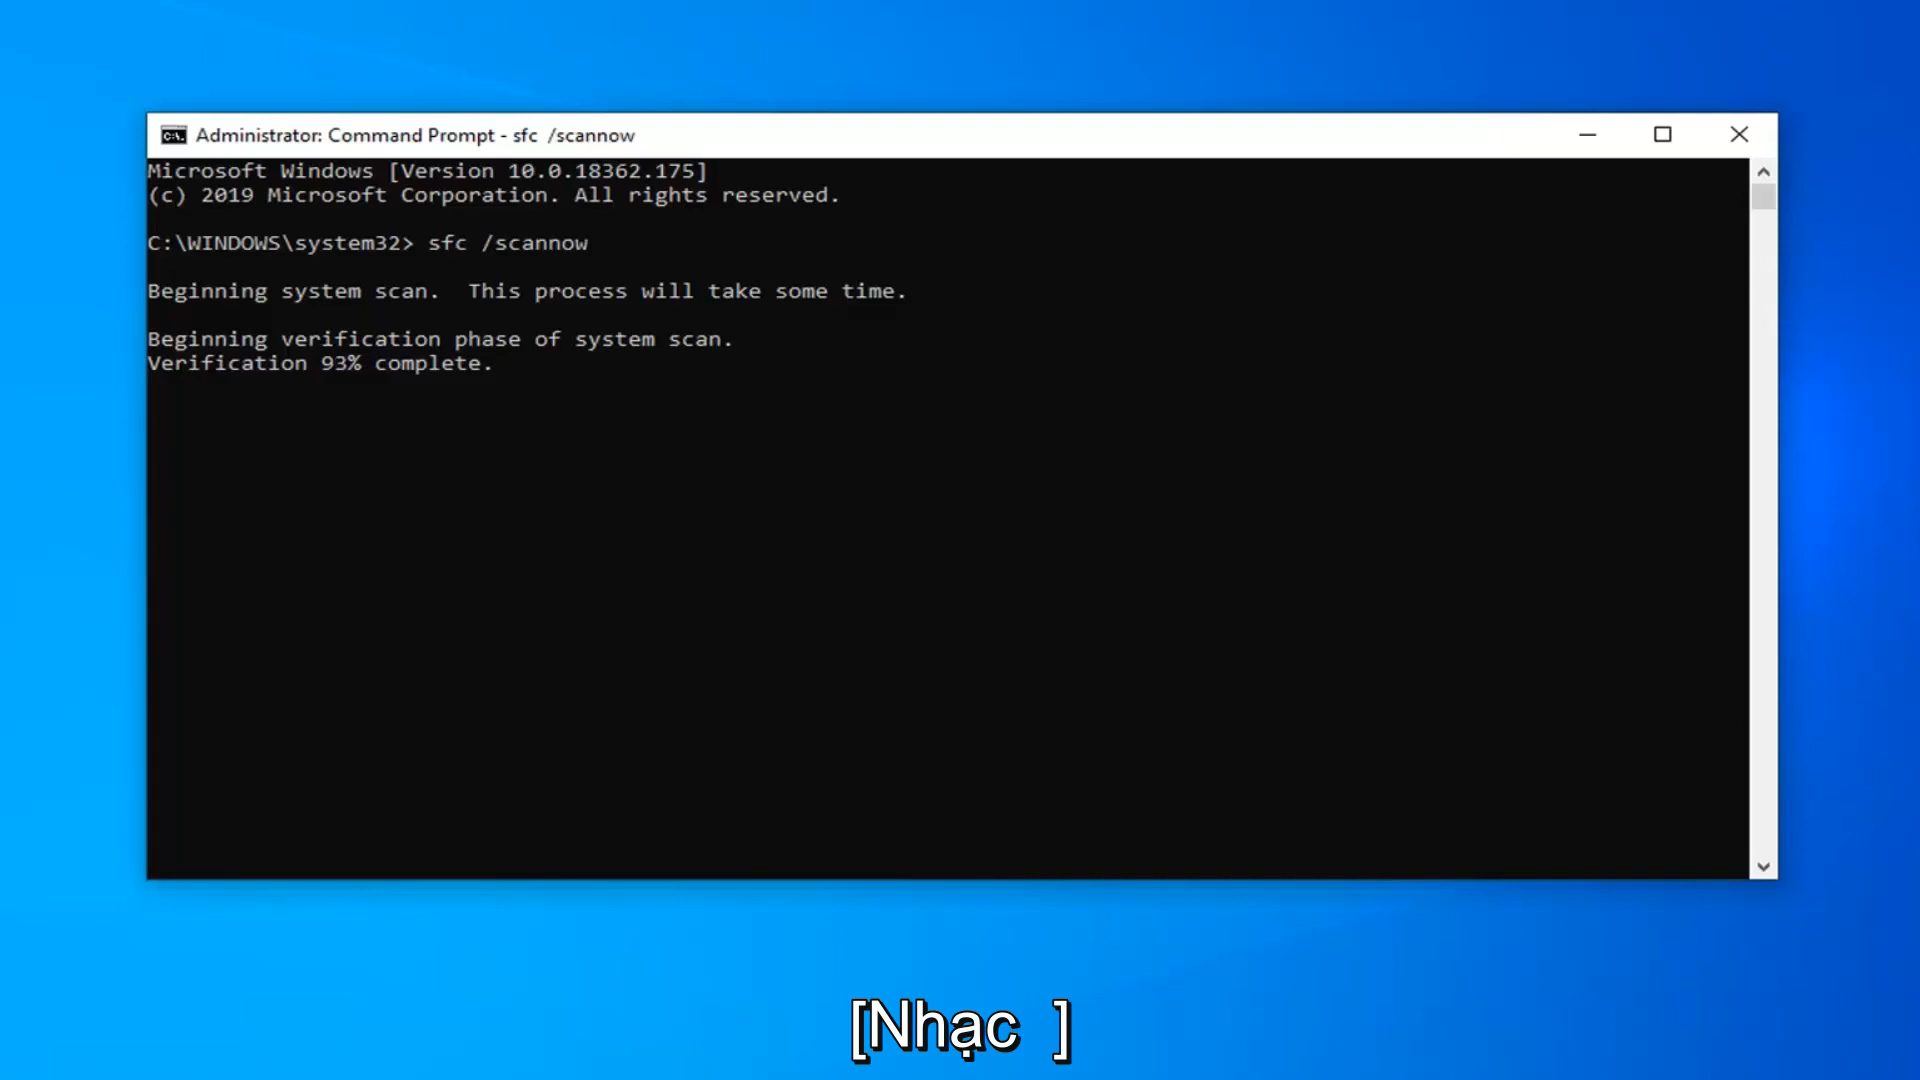 Administrator: Command Prompt - sfc  /scannow
Microsoft Windows [Version 10.0.18362.175]
(c) 2019 Microsoft Corporation. All rights reserved.
C:\WINDOWS\system32> sfc /scannow
Beginning system scan.  This process will take some time.
Beginning verification phase of system scan.
Verification 93% complete.
[Nhạc  ]